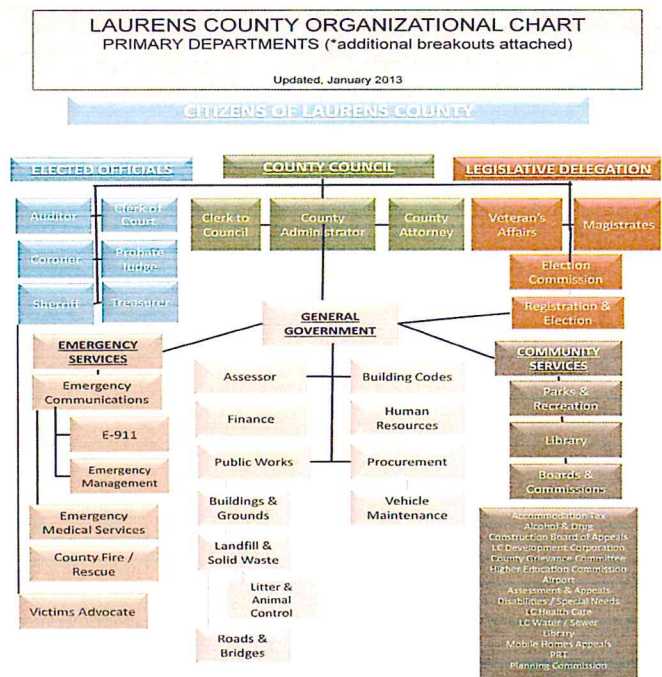 LAURENS COUNTY ORGANIZATIONAL CHART
PRIMARY DEPARTMENTS (*additional breakouts attached)
Updated, January 2013
CITIZENS OF LAURENS COUNTY
ELECTED OFFICIALS
COUNTY COUNCIL
LEGISLATIVE DELEGATION
Auditor
Clerk of
Court
Clerk to
Council
County
Administrator
County
Attorney
Veteran's
Affairs
Magistrates
Coroner
Probate
Judge
Election
Commission
Sherriff
Treasurer
Registration &
Election
GENERAL
GOVERNMENT
EMERGENCY
SERVICES
COMMUNITY
SERVICES
Emergency
Communications
E-911
Emergency
Management
Emergency
Medical Services
County Fire /
Rescue
Victims Advocate
Assessor
Building Codes
Finance
Human
Resources
Public Works
Procurement
Buildings &
Grounds
Vehicle
Maintenance
Landfill &
Solid Waste
Litter &
Animal
Control
Roads &
Bridges
Parks &
Recreation
Library
Boards &
Commissions
Accommodation Tax
Alcohol & Drug
Construction Board of Appeals
LC Development Corporation
County Grievance Committee
Higher Education Commission
Airport
Assessment & Appeals
Disabilities / Special Needs
LC Health Care
LC Water / Sewer
Library
Mobile Homes Appeals
PRT
Planning Commission